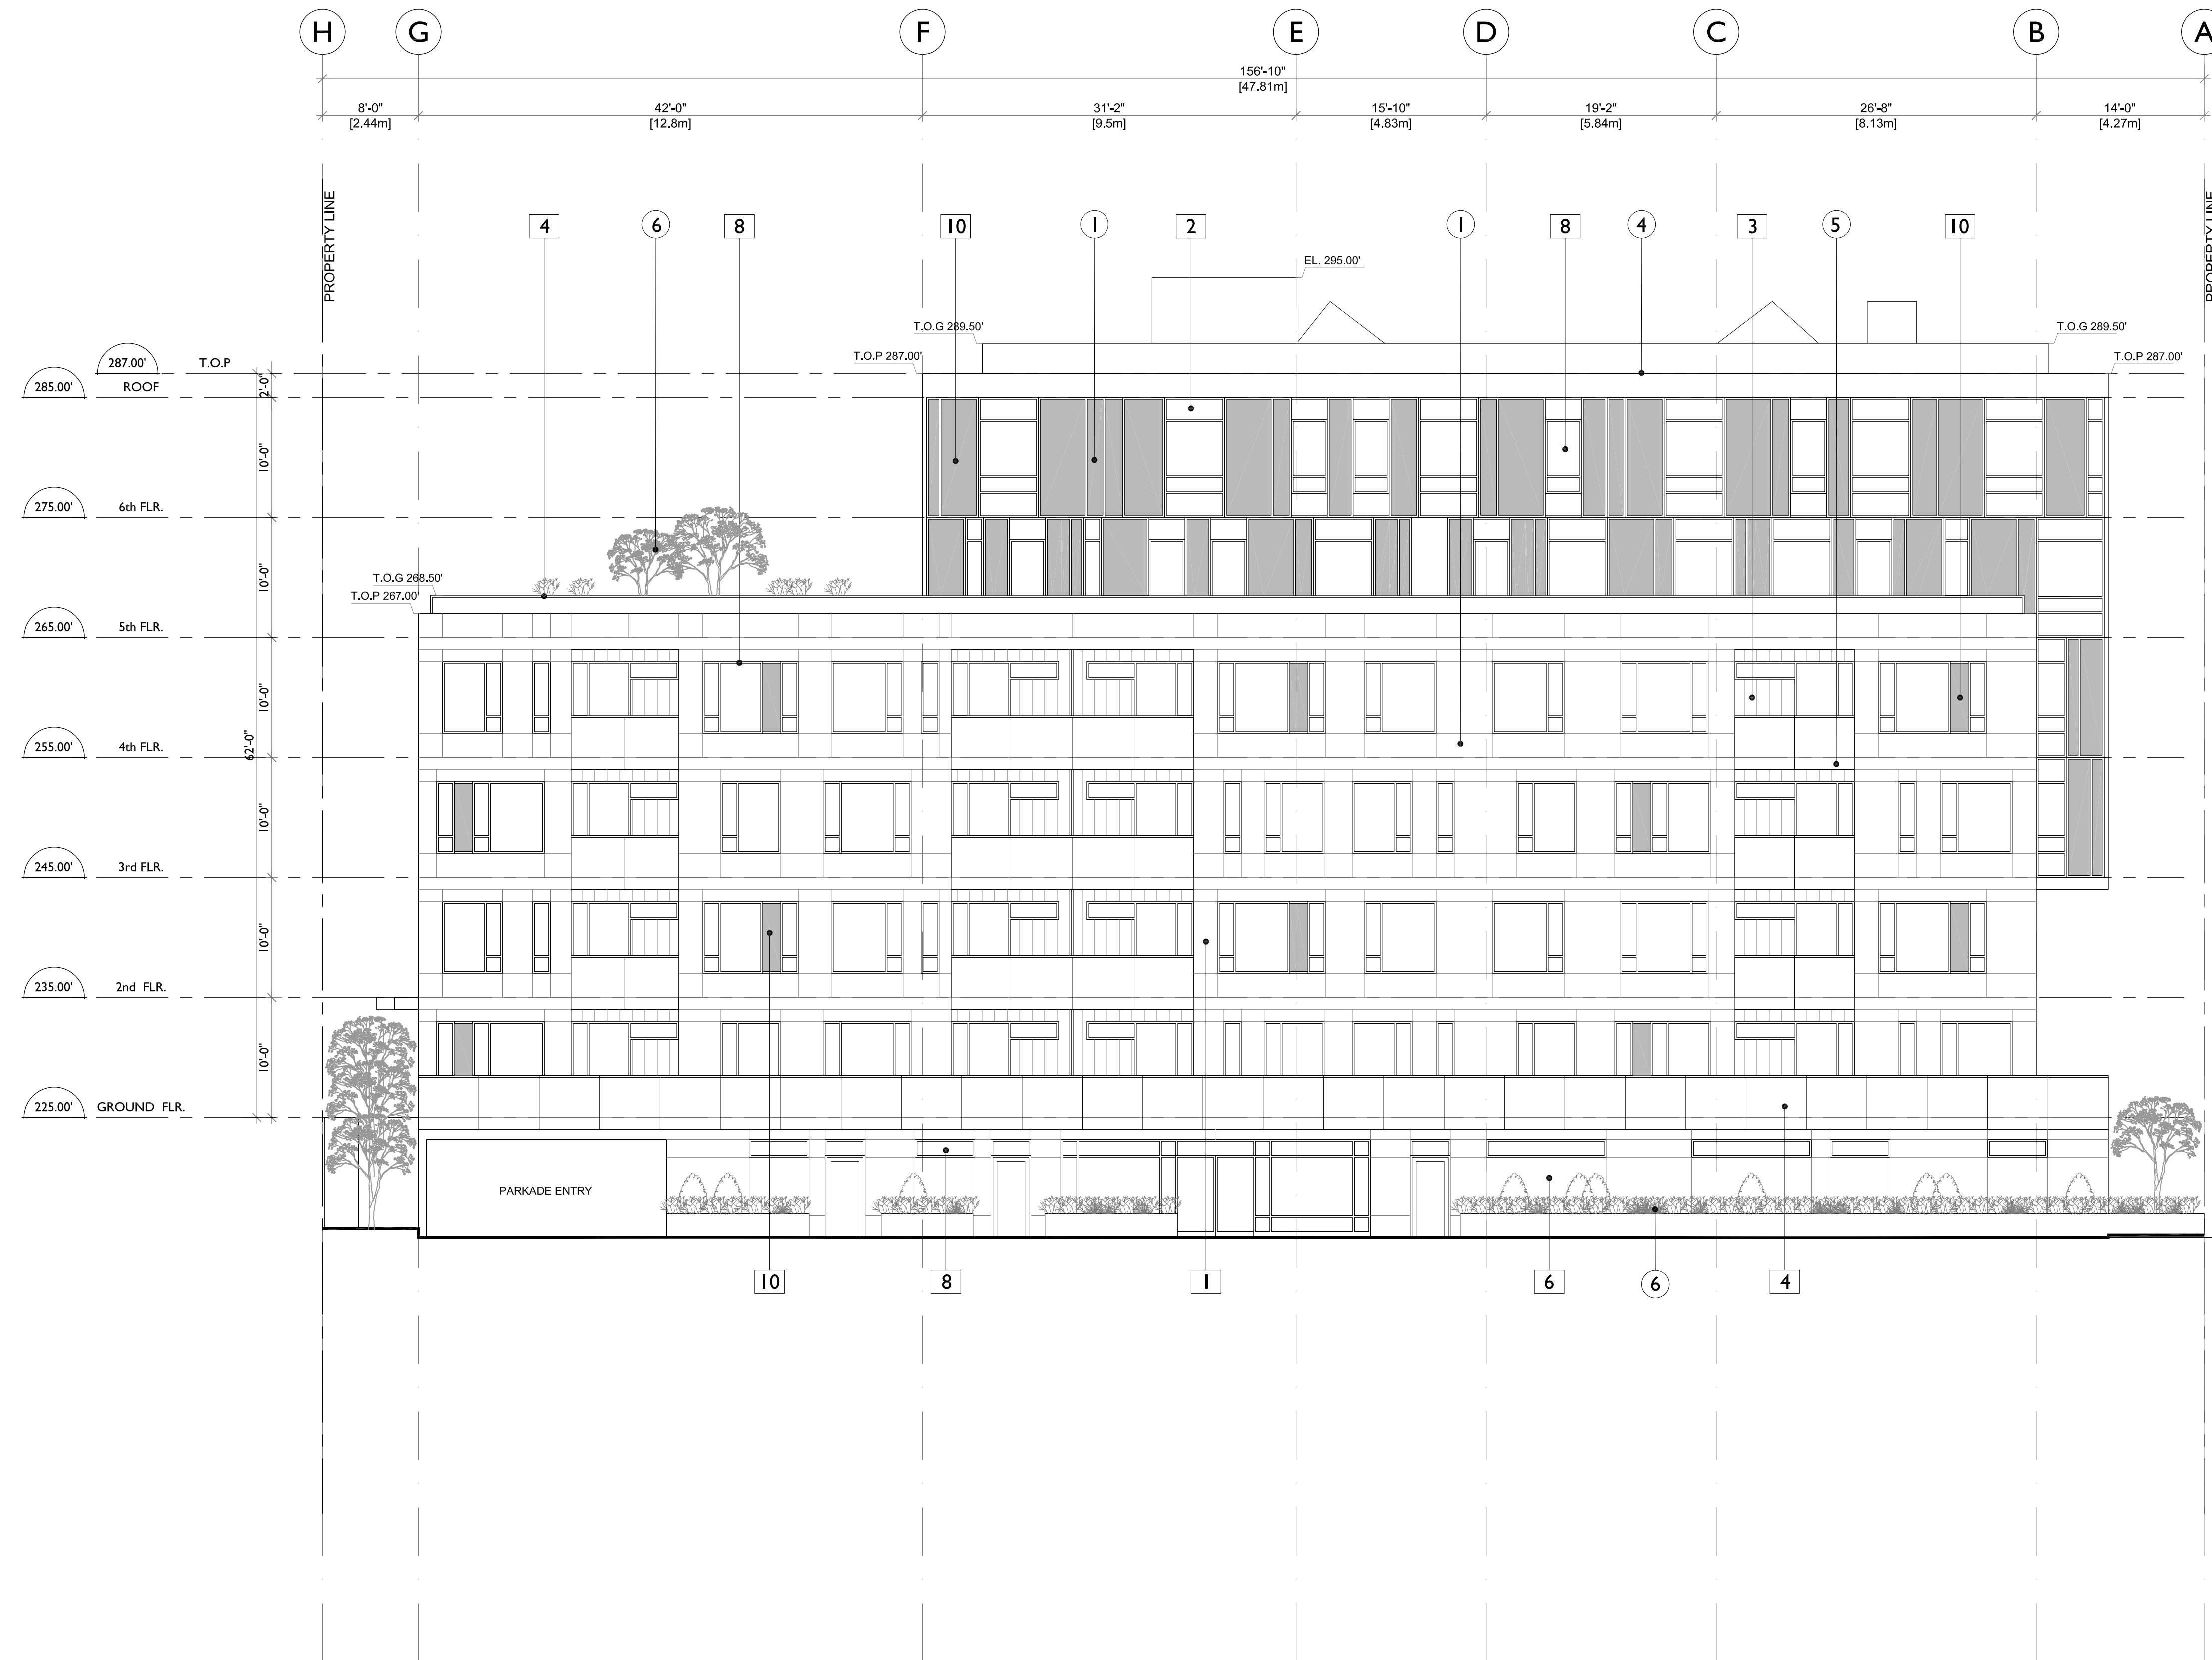 H G F E D C B A
156'-10"
[47.81m]
8'-0" 42'-0" 31'-2" 15'-10" 19'-2" 26'-8" 14'-0"
[2.44m] [12.8m] [9.5m] [4.83m] [5.84m] [8.13m] [4.27m]
PROPERTY LINE
PROPERTY LINE
4 6 8 10 1 2 1 8 4 3 5 10
EL. 295.00'
T.O.G 289.50' T.O.G 289.50'
T.O.P 287.00' T.O.P 287.00'
287.00' T.O.P
285.00' ROOF
2'-0"
10'-0"
275.00' 6th FLR.
10'-0"
T.O.G 268.50'
T.O.P 267.00'
265.00' 5th FLR.
10'-0"
62'-0"
255.00' 4th FLR.
10'-0"
245.00' 3rd FLR.
10'-0"
235.00' 2nd FLR.
10'-0"
225.00' GROUND FLR.
PARKADE ENTRY
10 8 1 6 6 4